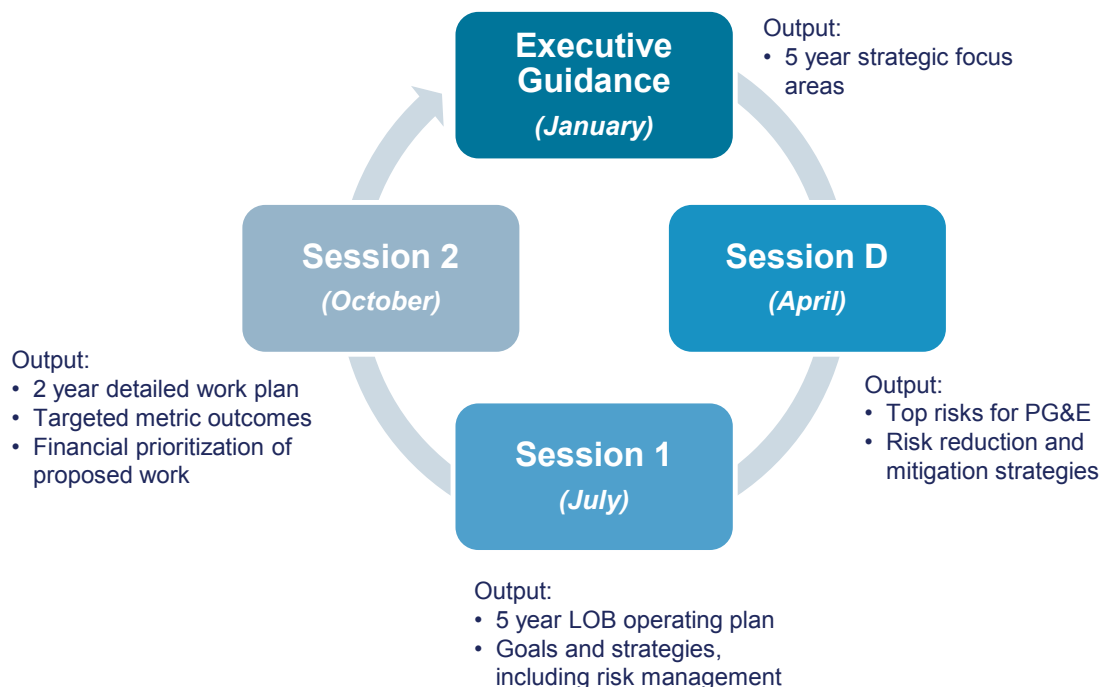 Executive
Guidance
(January)
Output:
• 5 year strategic focus
areas
Session D
(April)
Output:
• Top risks for PG&E
• Risk reduction and
mitigation strategies
Session 1
(July)
Output:
• 5 year LOB operating plan
• Goals and strategies,
including risk management
Session 2
(October)
Output:
• 2 year detailed work plan
• Targeted metric outcomes
• Financial prioritization of
proposed work